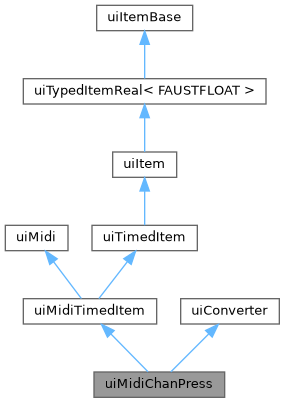 uiItemBase
uiTypedItemReal< FAUSTFLOAT >
uiItem
uiMidi
uiTimedItem
uiMidiTimedItem
uiConverter
uiMidiChanPress